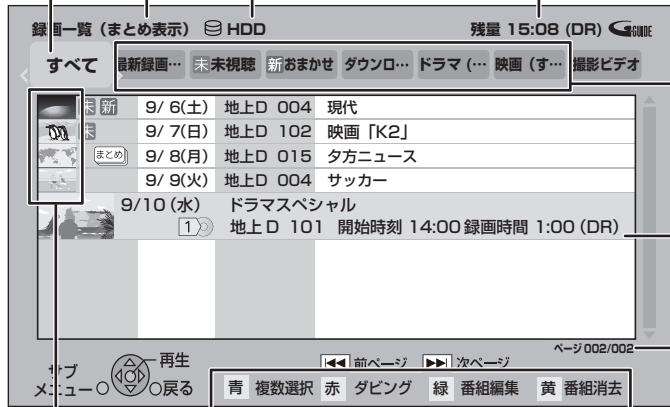 録画一覧(まとめ表示) HDD 残量 15:08 (DR) G GUIDE
すべて 最新録画… 未 未視聴 新 おまかせ ダウンロ… ドラマ (… 映画 (す… 撮影ビデオ
未 新 9/ 6(土) 地上D 004 現代
未 9/ 7(日) 地上D 102 映画「K2」
まとめ 9/ 8(月) 地上D 015 夕方ニュース
9/ 9(火) 地上D 004 サッカー
9/10 (水) ドラマスペシャル
1 地上 D 101 開始時刻 14:00 録画時間 1:00 (DR)
ページ 002/002
サブメニュー 再生 戻る
前ページ 次ページ
青 複数選択 赤 ダビング 緑 番組編集 黄 番組消去